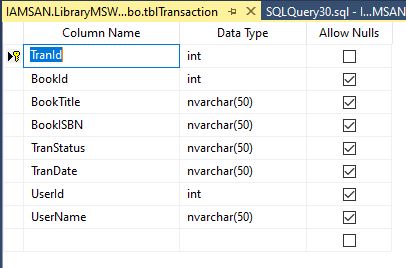 IAMSAN.LibraryMSW...bo.tblTransaction SQLQuery30.sql - I...MSAN
Column Name Data Type Allow Nulls
TranId int
BookId int
BookTitle nvarchar(50)
BookISBN nvarchar(50)
TranStatus nvarchar(50)
TranDate nvarchar(50)
UserId int
UserName nvarchar(50)